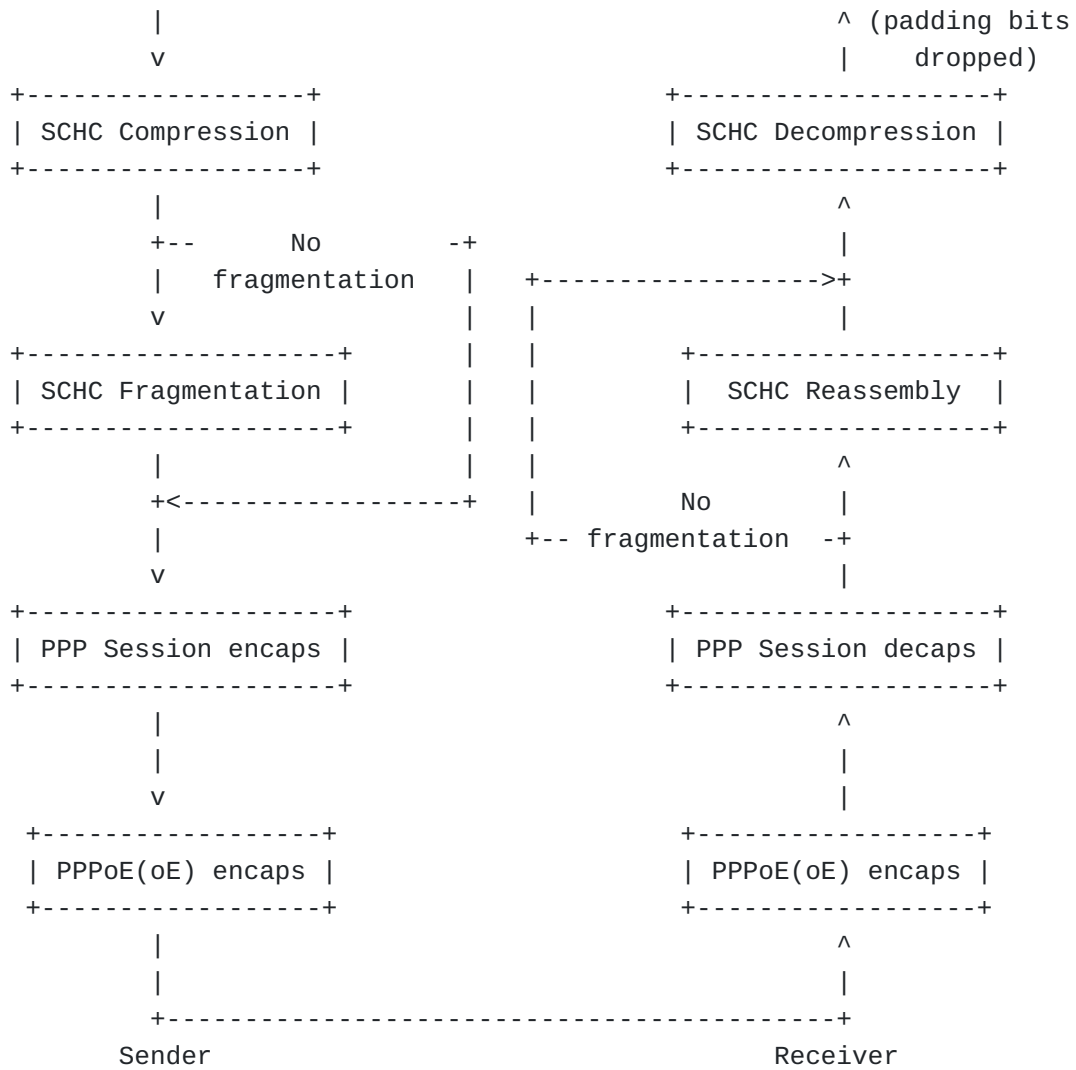 |                                           ^ (padding bits
         v                                           |    dropped)
+------------------+                      +--------------------+
| SCHC Compression |                      | SCHC Decompression |
+------------------+                      +--------------------+
         |                                           ^
         +--      No        -+                       |
         |   fragmentation   |   +------------------>+
         v                   |   |                   |
+--------------------+       |   |         +-------------------+
| SCHC Fragmentation |       |   |         |  SCHC Reassembly  |
+--------------------+       |   |         +-------------------+
         |                   |   |                   ^
         +<------------------+   |         No        |
         |                       +-- fragmentation  -+
         v                                           |
+--------------------+                    +--------------------+
| PPP Session encaps |                    | PPP Session decaps |
+--------------------+                    +--------------------+
         |                                           ^
         |                                           |
         v                                           |
 +------------------+                      +------------------+
 | PPPoE(oE) encaps |                      | PPPoE(oE) encaps |
 +------------------+                      +------------------+
         |                                           ^
         |                                           |
         +-------------------------------------------+
       Sender                                    Receiver